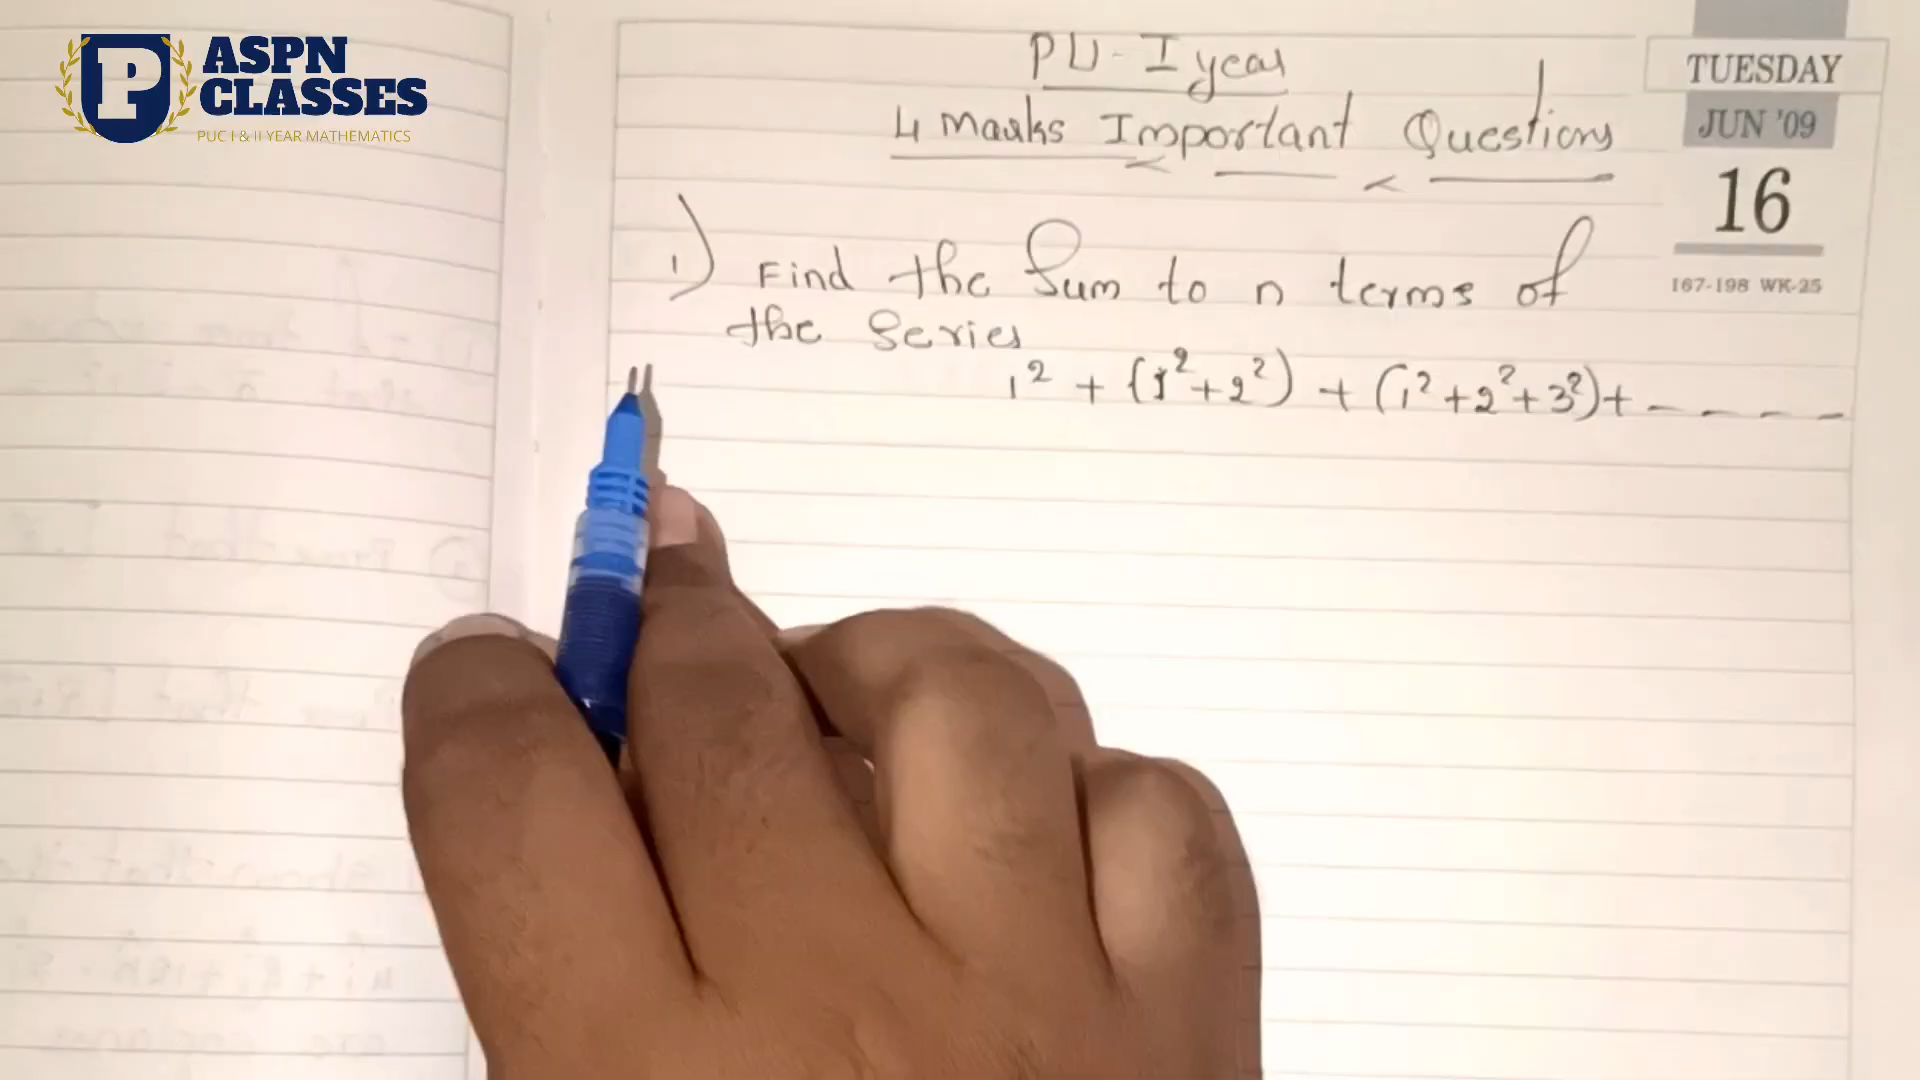 ASPN
CLASSES
PUC I & II YEAR MATHEMATICS
PU - I year
4 Marks Important Questions
1) Find the Sum to n terms of
the Series
1² + (1²+2²) + (1²+2²+3²)+ _ _ _ _
TUESDAY
JUN '09
16
167-198 WK-25